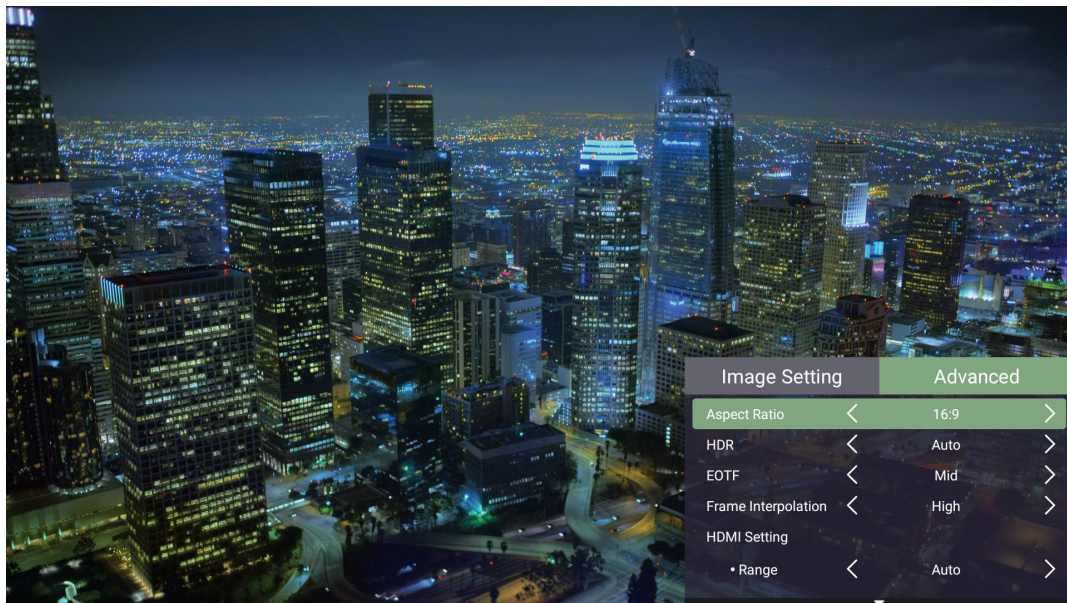 Image Setting Advanced
Aspect Ratio 16:9
HDR Auto
EOTF Mid
Frame Interpolation High
HDMI Setting
• Range Auto